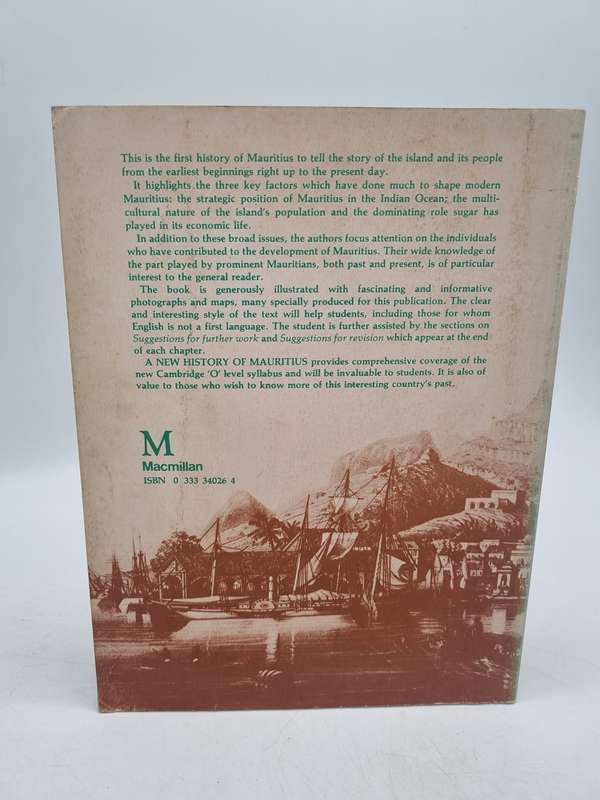 This is the first history of Mauritius to tell the story of the island and its people
from the earliest beginnings right up to the present day.
It highlights the three key factors which have done much to shape modern
Mauritius: the strategic position of Mauritius in the Indian Ocean; the multi-
cultural nature of the island's population and the dominating role sugar has
played in its economic life.
In addition to these broad issues, the authors focus attention on the individuals
who have contributed to the development of Mauritius. Their wide knowledge of
the part played by prominent Mauritians, both past and present, is of particular
interest to the general reader.
The book is generously illustrated with fascinating and informative
photographs and maps, many specially produced for this publication. The clear
and interesting style of the text will help students, including those for whom
English is not a first language. The student is further assisted by the sections on
Suggestions for further work and Suggestions for revision which appear at the end
of each chapter.
A NEW HISTORY OF MAURITIUS provides comprehensive coverage of the
new Cambridge 'O' level syllabus and will be invaluable to students. It is also of
value to those who wish to know more of this interesting country's past.
M
Macmillan
ISBN 0 333 34026 4